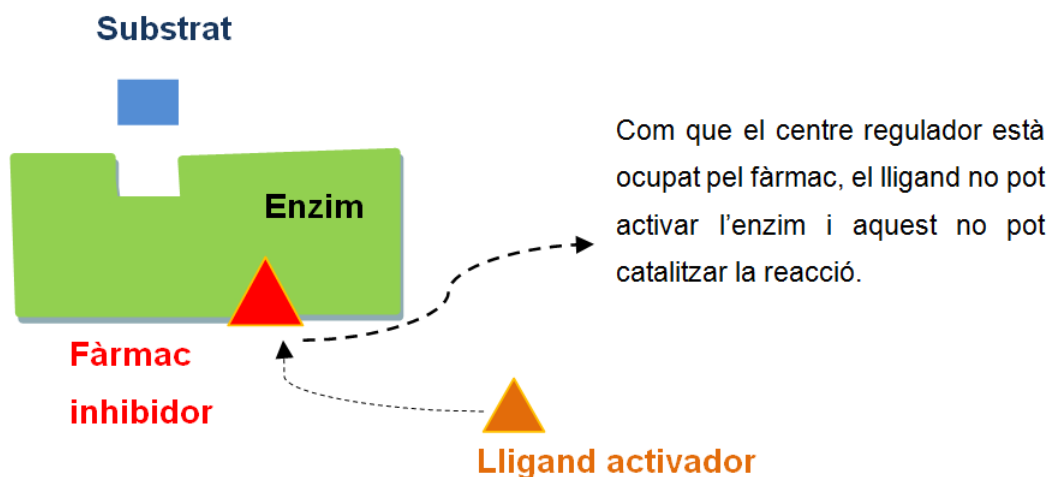 Substrat
Com que el centre regulador està
ocupat pel fàrmac, el lligand no pot
activar l’enzim i aquest no pot
catalitzar la reacció.
Enzim
Fàrmac
inhibidor
Lligand activador